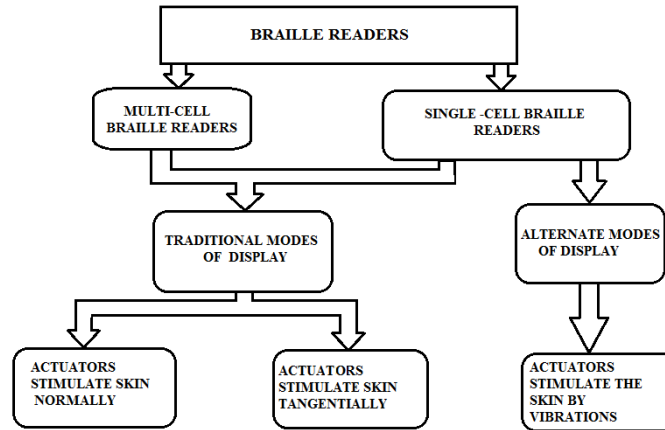 BRAILLE READERS
MULTI-CELL
BRAILLE READERS
SINGLE -CELL BRAILLE
READERS
TRADITIONAL MODES
OF DISPLAY
ALTERNATE MODES
OF DISPLAY
ACTUATORS
STIMULATE SKIN
NORMALLY
ACTUATORS
STIMULATE SKIN
TANGENTIALLY
ACTUATORS
STIMULATE THE
SKIN BY
VIBRATIONS